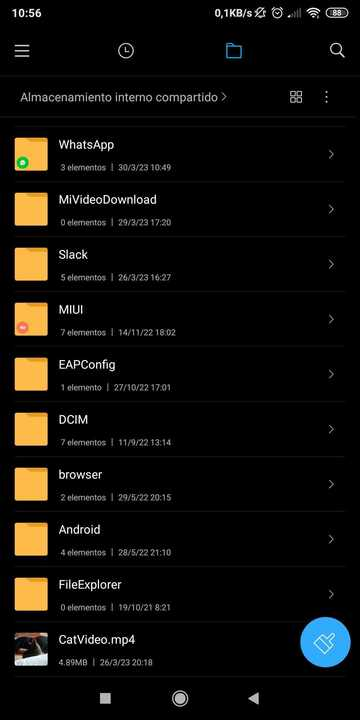 10:56 0,1KB/s 88
Almacenamiento interno compartido
WhatsApp
3 elementos | 30/3/23 10:49
MiVideoDownload
0 elementos | 29/3/23 17:20
Slack
5 elementos | 26/3/23 16:27
MIUI
7 elementos | 14/11/22 18:02
EAPConfig
1 elemento | 27/10/22 17:01
DCIM
7 elementos | 11/9/22 13:14
browser
2 elementos | 29/5/22 20:15
Android
4 elementos | 28/5/22 21:10
FileExplorer
0 elementos | 19/10/21 8:21
CatVideo.mp4
4.89MB | 26/3/23 20:18